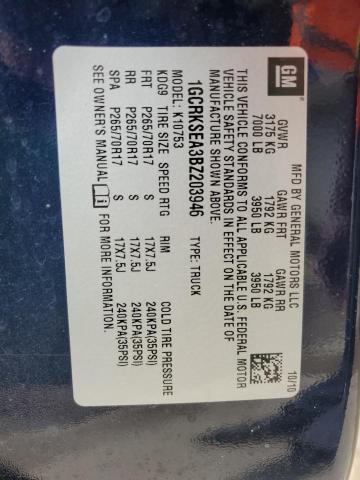 GM
MFD BY GENERAL MOTORS LLC 10/10
GVWR GAWR FRT GAWR RR
3175 KG 1792 KG 1792 KG
7000 LB 3950 LB 3950 LB
THIS VEHICLE CONFORMS TO ALL APPLICABLE U.S. FEDERAL MOTOR
VEHICLE SAFETY STANDARDS IN EFFECT ON THE DATE OF
MANUFACTURE SHOWN ABOVE.
1GCRKSEA3BZ203946 TYPE: TRUCK
MODEL: K10753
KDG9 TIRE SIZE SPEED RTG RIM COLD TIRE PRESSURE
FRT P265/70R17 S 17X7.5J 240KPA(35PSI)
RR P265/70R17 S 17X7.5J 240KPA(35PSI)
SPA P265/70R17 S 17X7.5J 240KPA(35PSI)
SEE OWNER'S MANUAL FOR MORE INFORMATION.